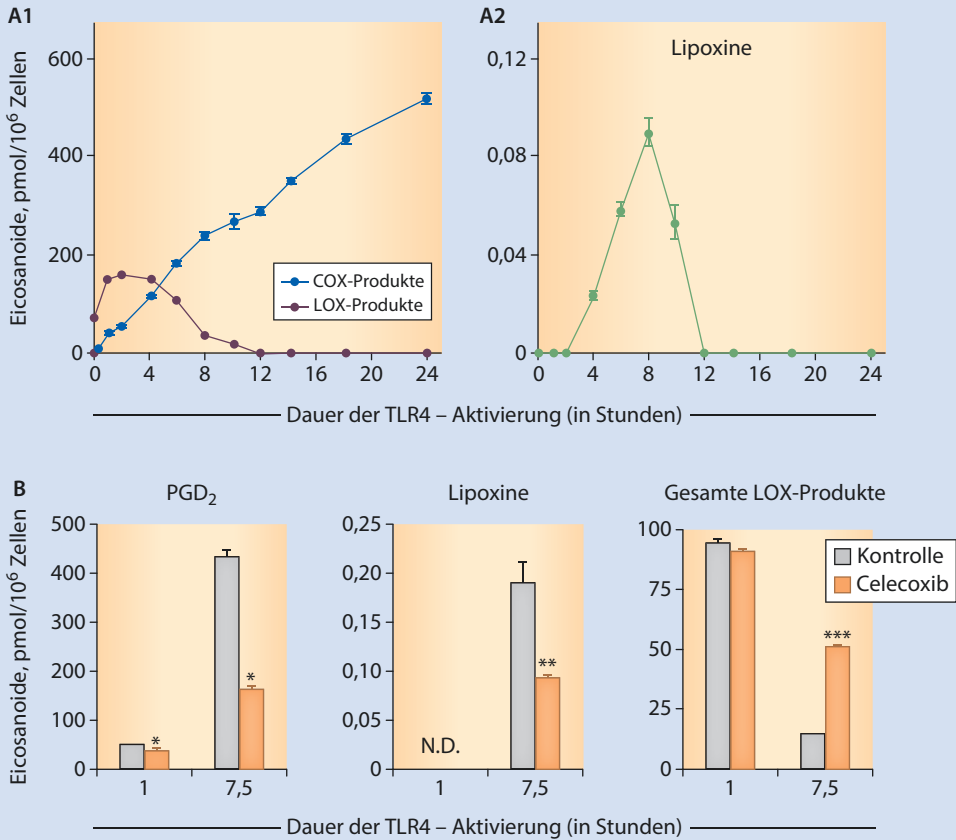 A1
Eicosanoide, pmol/10⁶ Zellen
600
400
200
0
COX-Produkte
LOX-Produkte
0 4 8 12 16 20 24
A2
Lipoxine
0,12
0,08
0,04
0
0 4 8 12 16 20 24
Dauer der TLR4 – Aktivierung (in Stunden)
B
Eicosanoide, pmol/10⁶ Zellen
PGD₂
500
400
300
200
100
0
*
*
1 7,5
Lipoxine
0,25
0,20
0,15
0,10
0,05
0
N.D.
**
1 7,5
Gesamte LOX-Produkte
100
75
50
25
0
***
1 7,5
Kontrolle
Celecoxib
Dauer der TLR4 – Aktivierung (in Stunden)